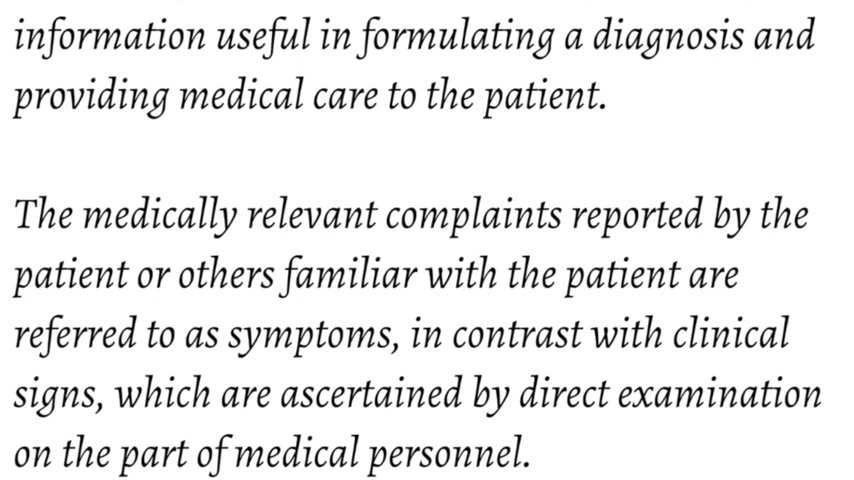 information useful in formulating a diagnosis and
providing medical care to the patient.
The medically relevant complaints reported by the
patient or others familiar with the patient are
referred to as symptoms, in contrast with clinical
signs, which are ascertained by direct examination
on the part of medical personnel.